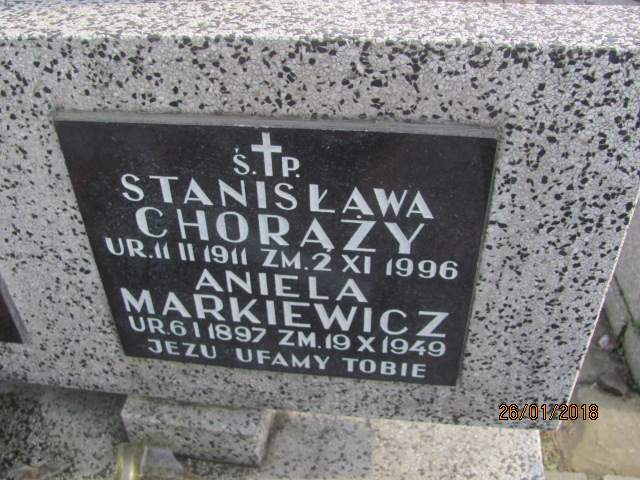 Ś.P.
STANISŁAWA
CHORĄŻY
UR. 11 II 1911 ZM. 2 XI 1996
ANIELA
MARKIEWICZ
UR. 6 I 1897 ZM. 19 X 1949
JEZU UFAMY TOBIE
26/01/2018